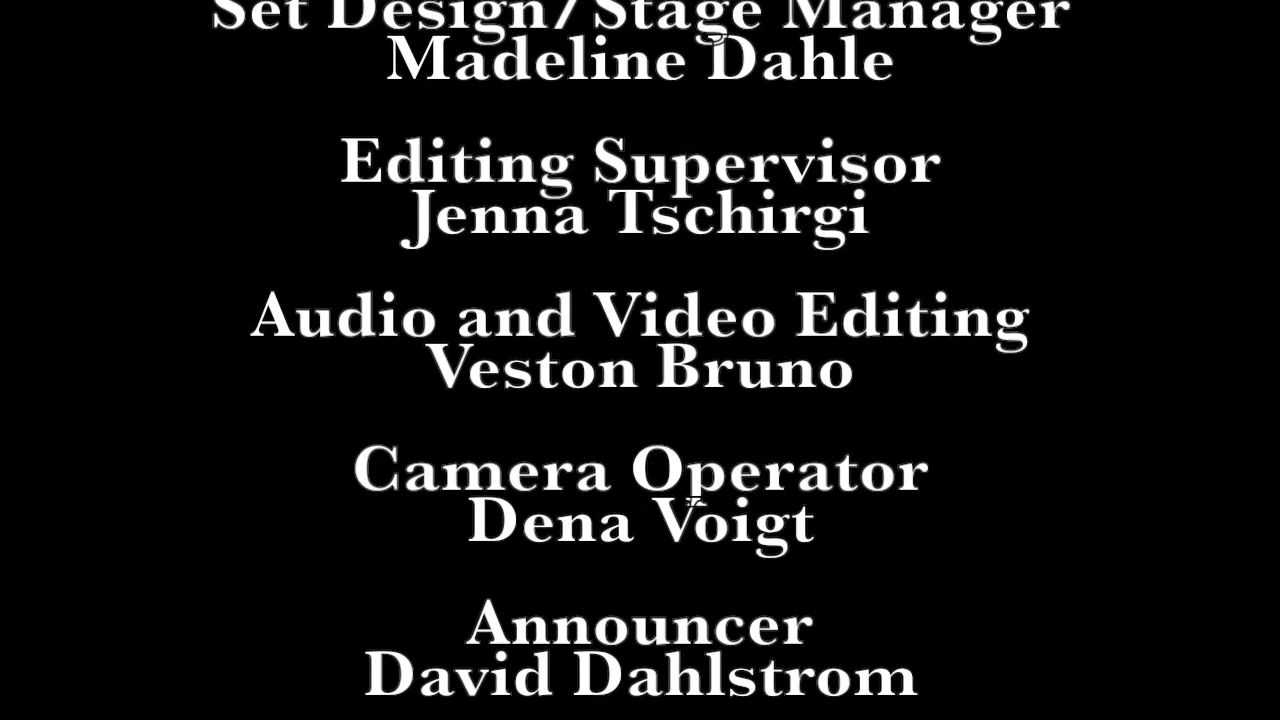 Set Design/Stage Manager
Madeline Dahle
Editing Supervisor
Jenna Tschirgi
Audio and Video Editing
Veston Bruno
Camera Operator
Dena Voigt
Announcer
David Dahlstrom